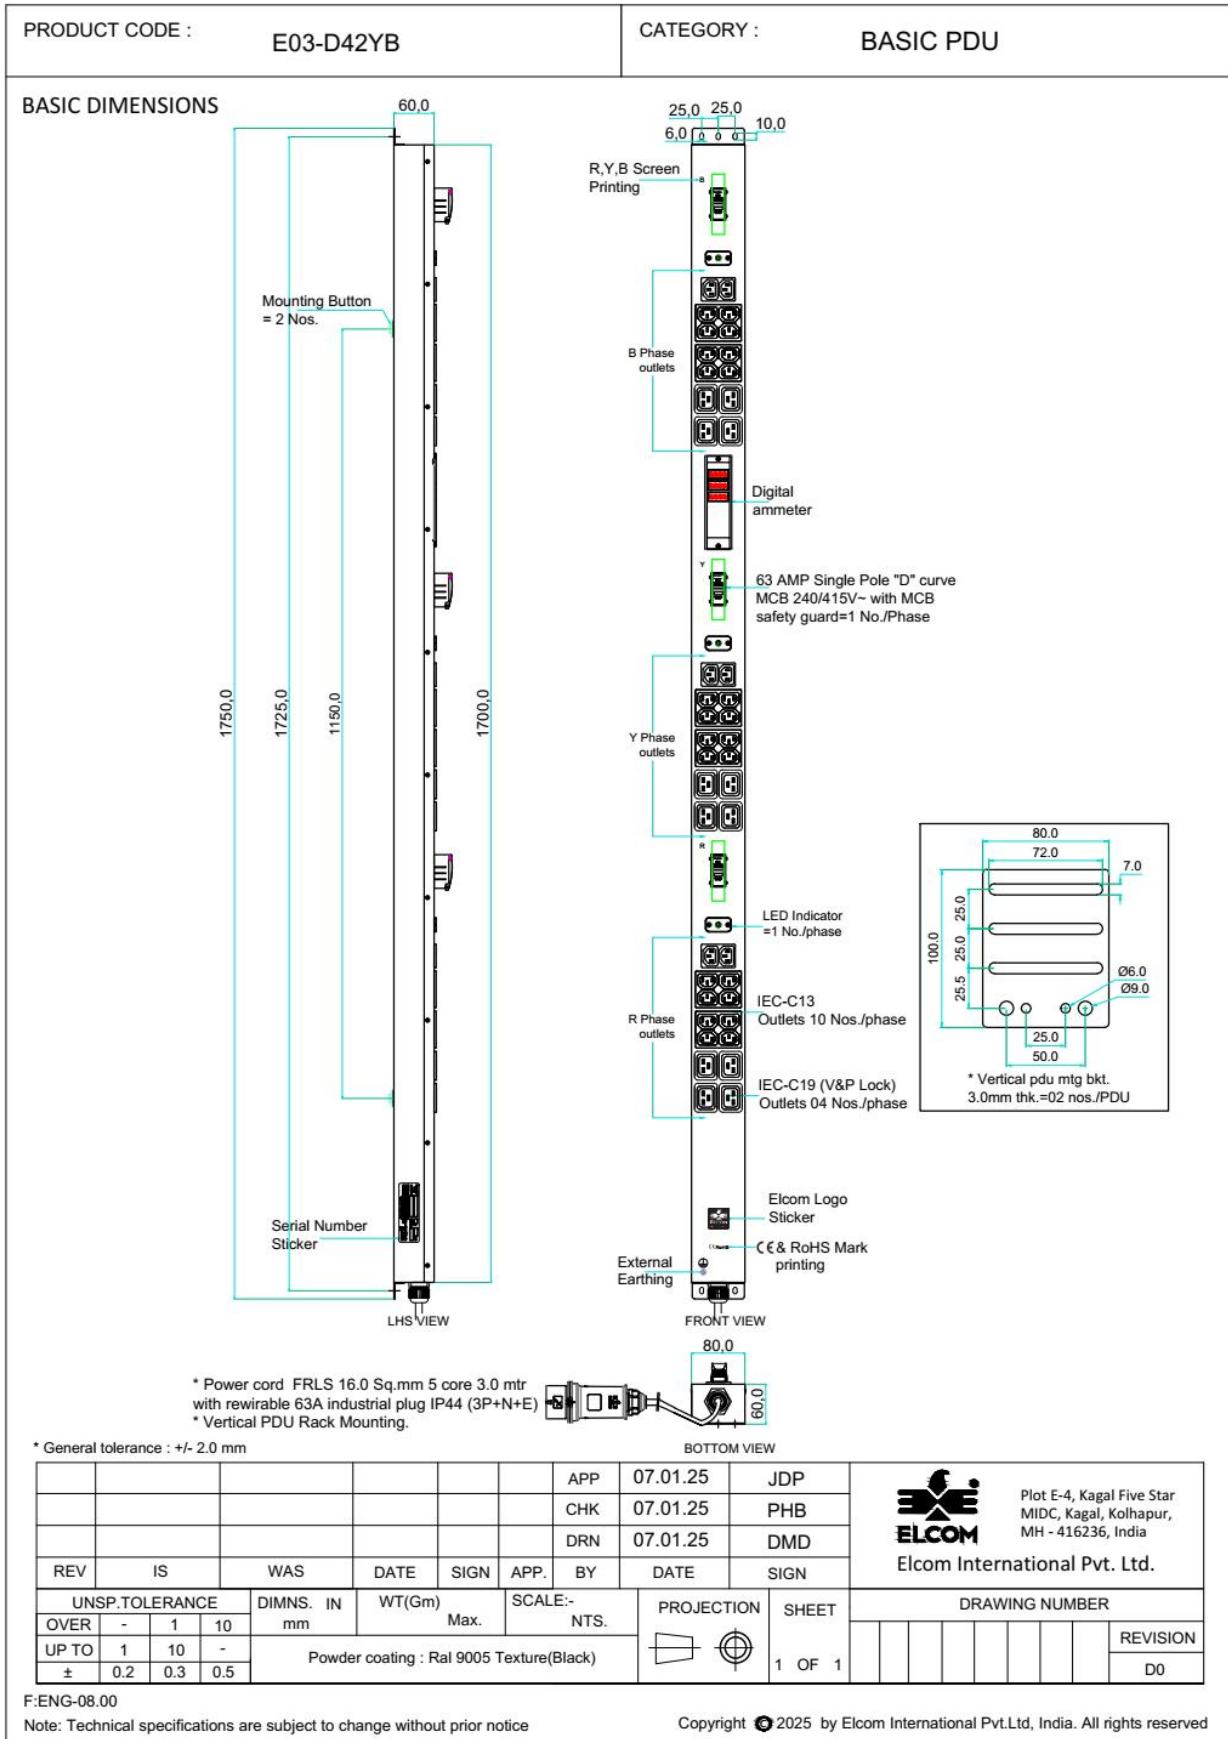 PRODUCT CODE :
E03-D42YB
CATEGORY :
BASIC PDU
BASIC DIMENSIONS
60,0
25,0 25,0
6,0
10,0
R,Y,B Screen
Printing
B
Mounting Button
= 2 Nos.
B Phase
outlets
Digital
ammeter
Y
63 AMP Single Pole "D" curve
MCB 240/415V~ with MCB
safety guard=1 No./Phase
1750,0
1725,0
1150,0
1700,0
Y Phase
outlets
R
LED Indicator
=1 No./phase
R Phase
outlets
IEC-C13
Outlets 10 Nos./phase
IEC-C19 (V&P Lock)
Outlets 04 Nos./phase
80.0
72.0
7.0
25.0
25.0
25.5
100.0
Ø6.0
Ø9.0
25.0
50.0
* Vertical pdu mtg bkt.
3.0mm thk.=02 nos./PDU
Serial Number
Sticker
Elcom Logo
Sticker
CE & RoHS Mark
printing
External
Earthing
LHS VIEW
FRONT VIEW
80,0
60,0
* Power cord FRLS 16.0 Sq.mm 5 core 3.0 mtr
with rewirable 63A industrial plug IP44 (3P+N+E)
* Vertical PDU Rack Mounting.
* General tolerance : +/- 2.0 mm
BOTTOM VIEW
APP 07.01.25 JDP
CHK 07.01.25 PHB
DRN 07.01.25 DMD
REV IS WAS DATE SIGN APP. BY DATE SIGN
ELCOM
Plot E-4, Kagal Five Star
MIDC, Kagal, Kolhapur,
MH - 416236, India
Elcom International Pvt. Ltd.
UNSP.TOLERANCE
OVER - 1 10
UP TO 1 10 -
± 0.2 0.3 0.5
DIMNS. IN
mm
WT(Gm)
Max.
SCALE:-
NTS.
Powder coating : Ral 9005 Texture(Black)
PROJECTION
SHEET
1 OF 1
DRAWING NUMBER
REVISION
D0
F:ENG-08.00
Note: Technical specifications are subject to change without prior notice
Copyright © 2025 by Elcom International Pvt.Ltd, India. All rights reserved